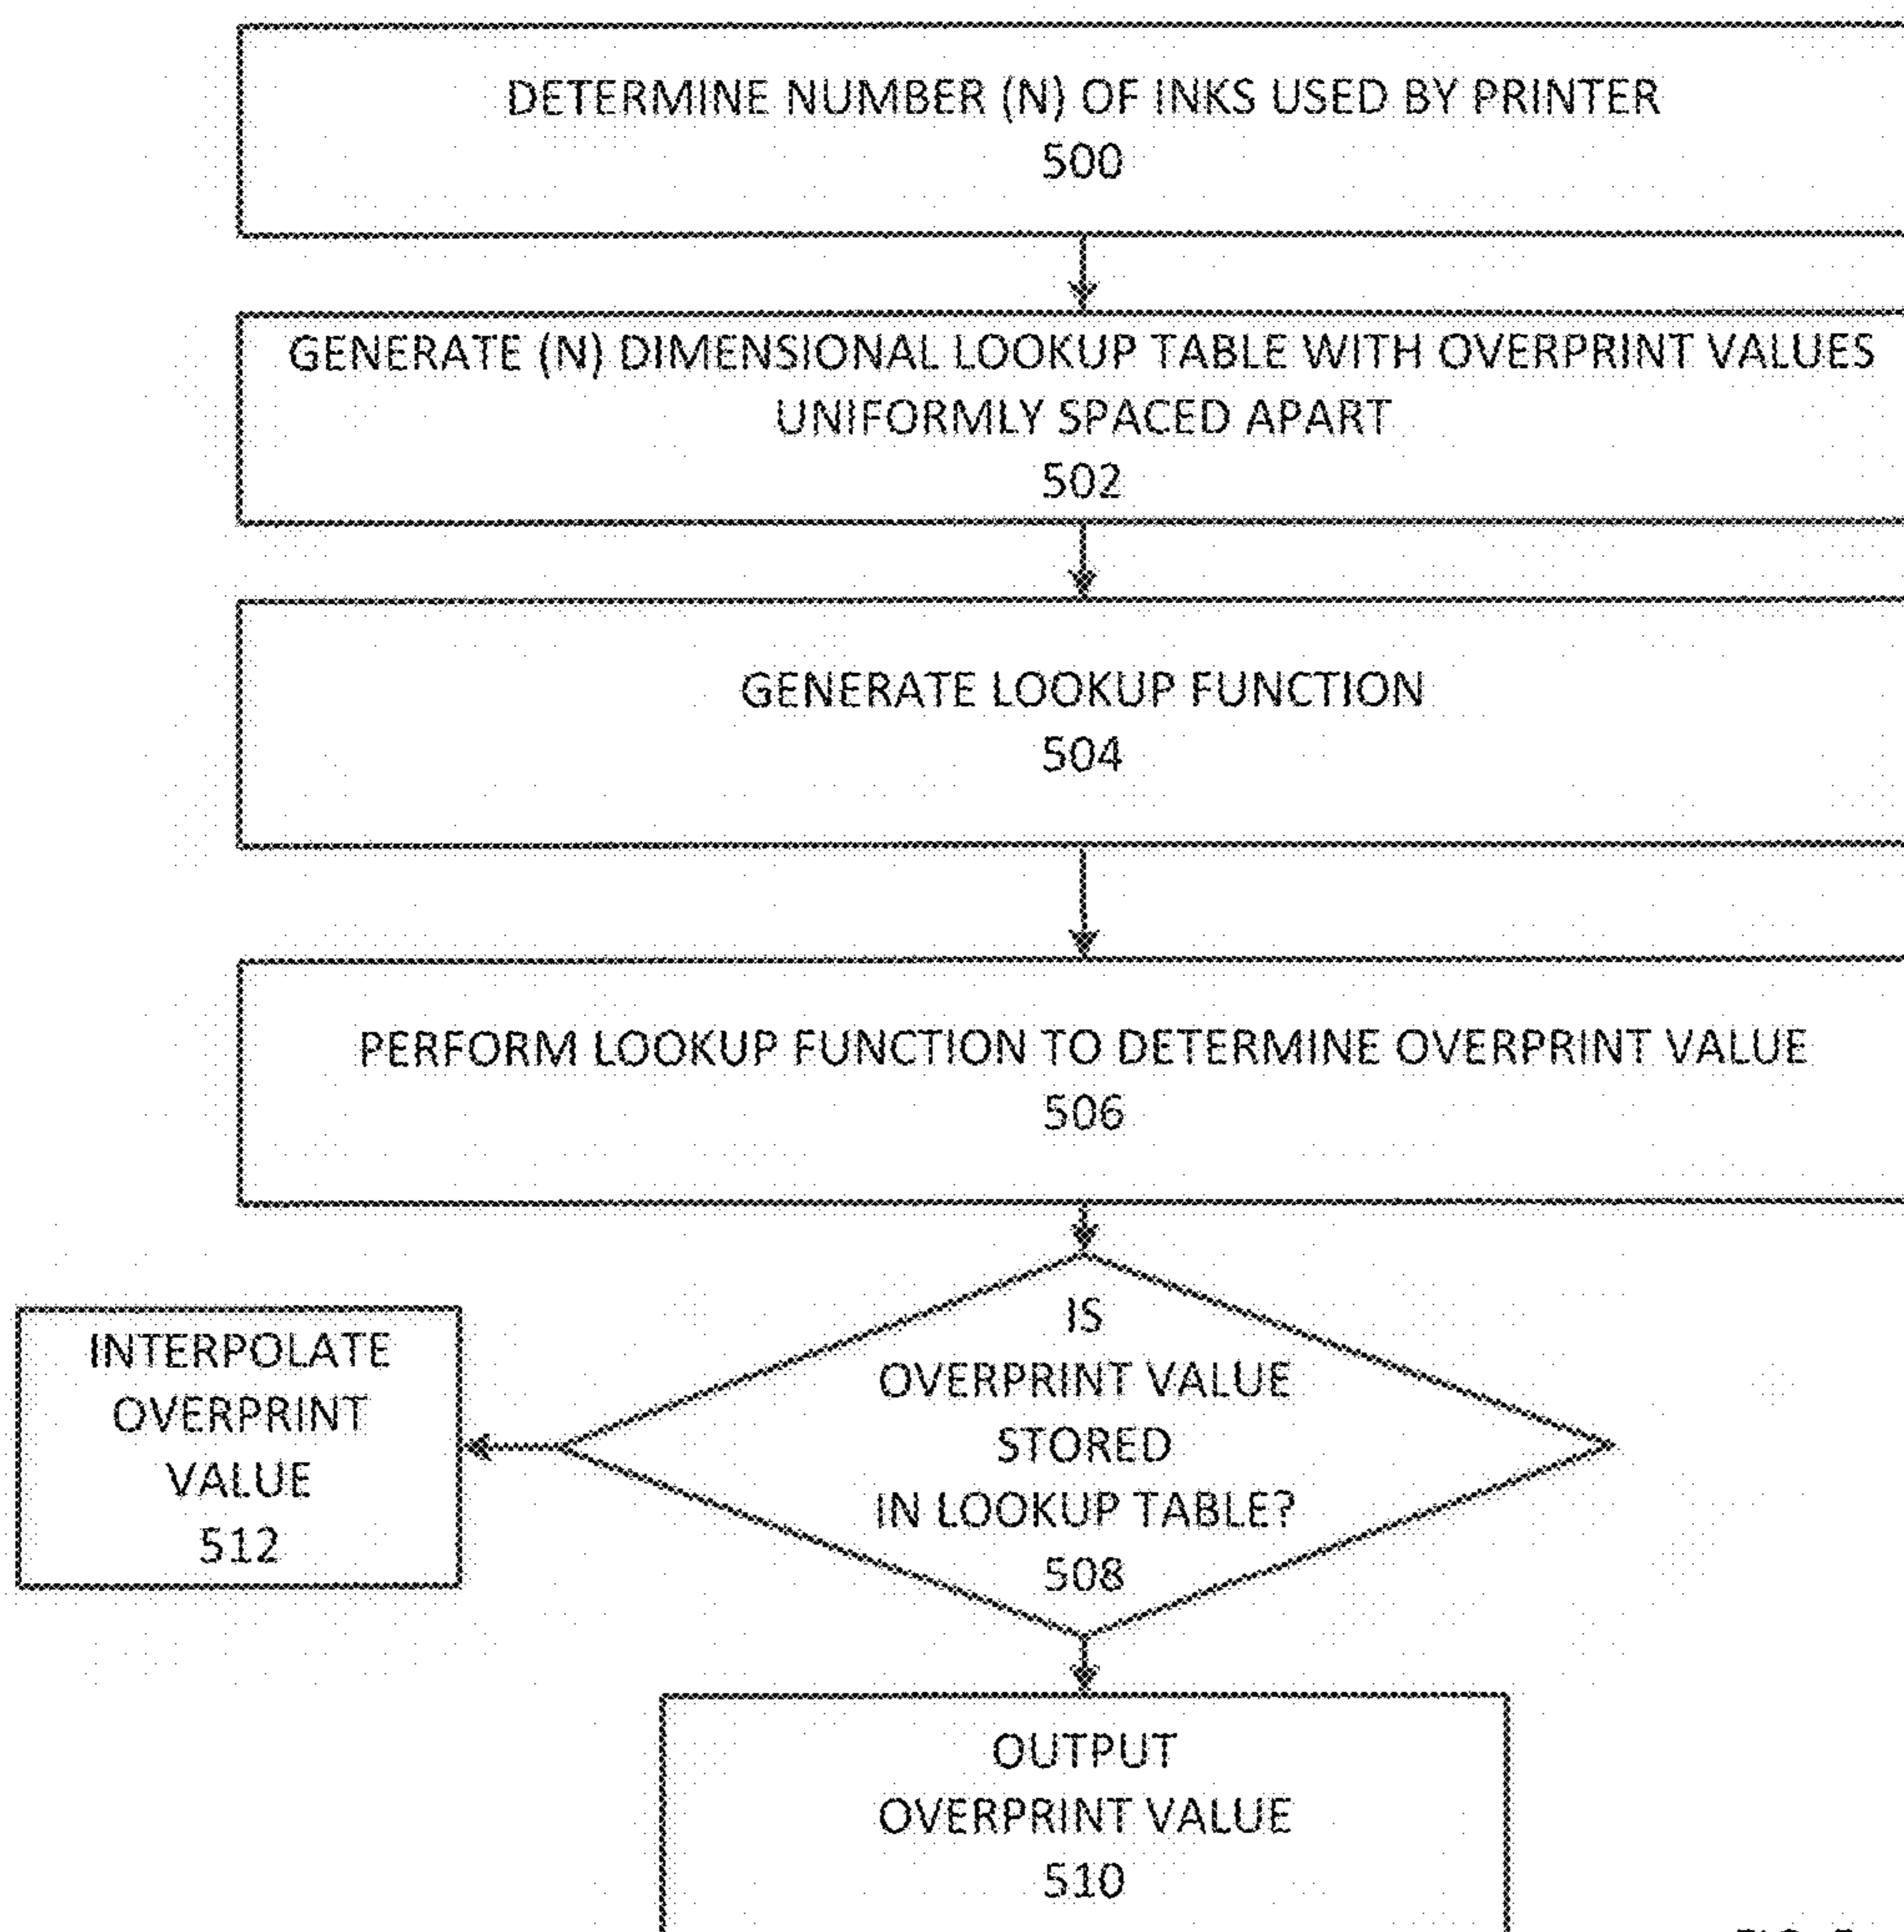 DETERMINE NUMBER (N) OF INKS USED BY PRINTER
500
GENERATE (N) DIMENSIONAL LOOKUP TABLE WITH OVERPRINT VALUES
UNIFORMLY SPACED APART
502
GENERATE LOOKUP FUNCTION
504
PERFORM LOOKUP FUNCTION TO DETERMINE OVERPRINT VALUE
506
IS
OVERPRINT VALUE
STORED
IN LOOKUP TABLE?
508
INTERPOLATE
OVERPRINT
VALUE
512
OUTPUT
OVERPRINT VALUE
510